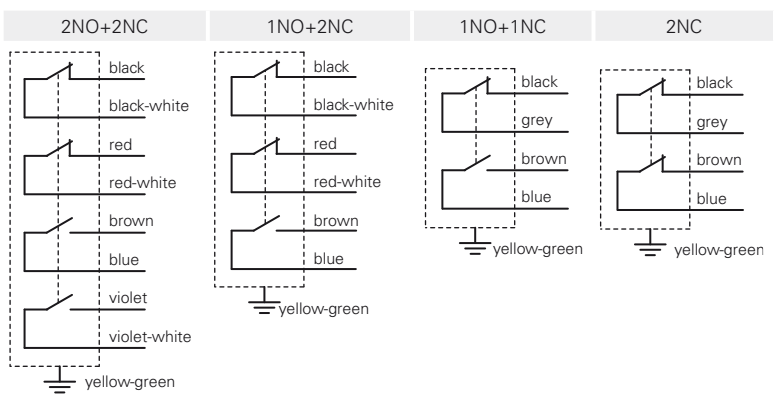 2NO+2NC
black
black-white
red
red-white
brown
blue
violet
violet-white
yellow-green
1NO+2NC
black
black-white
red
red-white
brown
blue
yellow-green
1NO+1NC
black
grey
brown
blue
yellow-green
2NC
black
grey
brown
blue
yellow-green